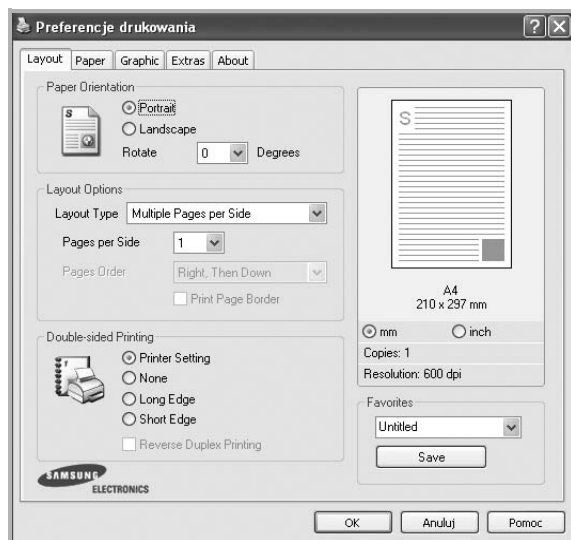 Preferencje drukowania
Layout Paper Graphic Extras About
Paper Orientation
S
Portrait
Landscape
Rotate 0 Degrees
Layout Options
Layout Type Multiple Pages per Side
Pages per Side 1
Pages Order Right, Then Down
Print Page Border
Double-sided Printing
Printer Setting
None
Long Edge
Short Edge
Reverse Duplex Printing
SAMSUNG
ELECTRONICS
S
A4
210 x 297 mm
mm inch
Copies: 1
Resolution: 600 dpi
Favorites
Untitled
Save
OK Anuluj Pomoc